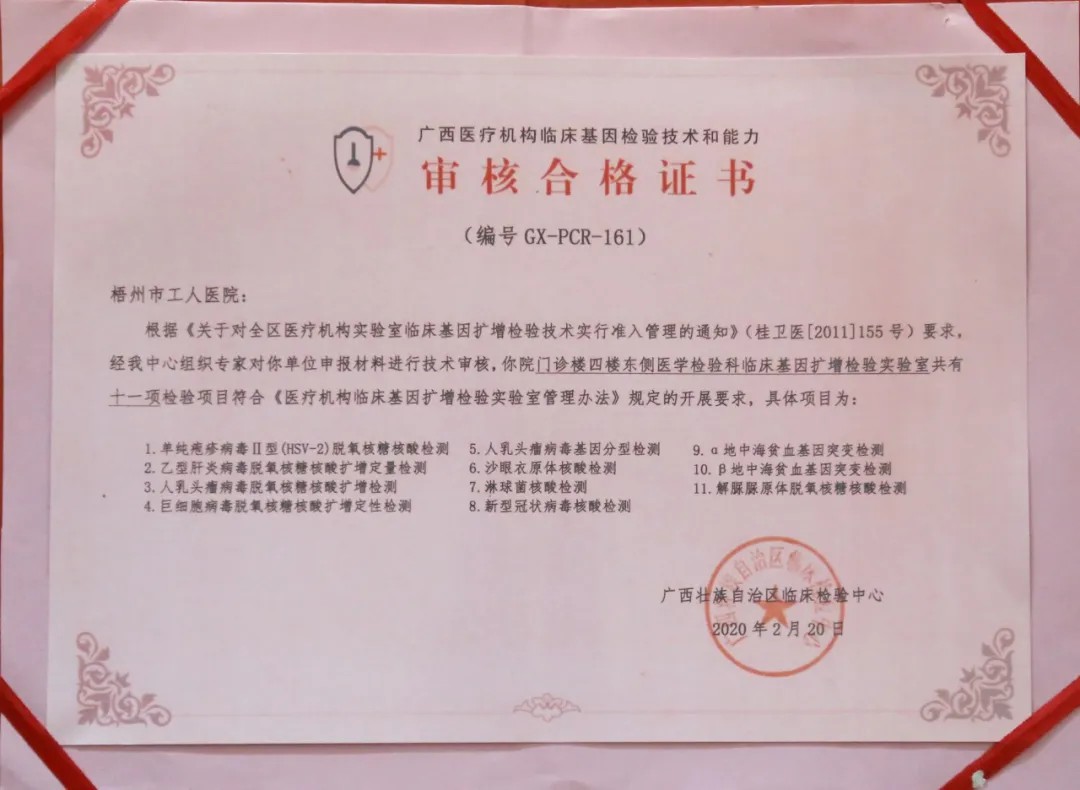 广西医疗机构临床基因检验技术和能力
审核合格证书
（编号 GX-PCR-161）
梧州市工人医院：
根据《关于对全区医疗机构实验室临床基因扩增检验技术实行准入管理的通知》（桂卫医[2011]155 号）要求，
经我中心组织专家对你单位申报材料进行技术审核，你院门诊楼四楼东侧医学检验科临床基因扩增检验实验室共有
十一项检验项目符合《医疗机构临床基因扩增检验实验室管理办法》规定的开展要求，具体项目为：
1.单纯疱疹病毒Ⅱ型(HSV-2)脱氧核糖核酸检测
2.乙型肝炎病毒脱氧核糖核酸扩增定量检测
3.人乳头瘤病毒脱氧核糖核酸扩增检测
4.巨细胞病毒脱氧核糖核酸扩增定性检测
5.人乳头瘤病毒基因分型检测
6.沙眼衣原体核酸检测
7.淋球菌核酸检测
8.新型冠状病毒核酸检测
9.α地中海贫血基因突变检测
10.β地中海贫血基因突变检测
11.解脲脲原体脱氧核糖核酸检测
广西壮族自治区临床检验中心
2020 年 2 月 20 日